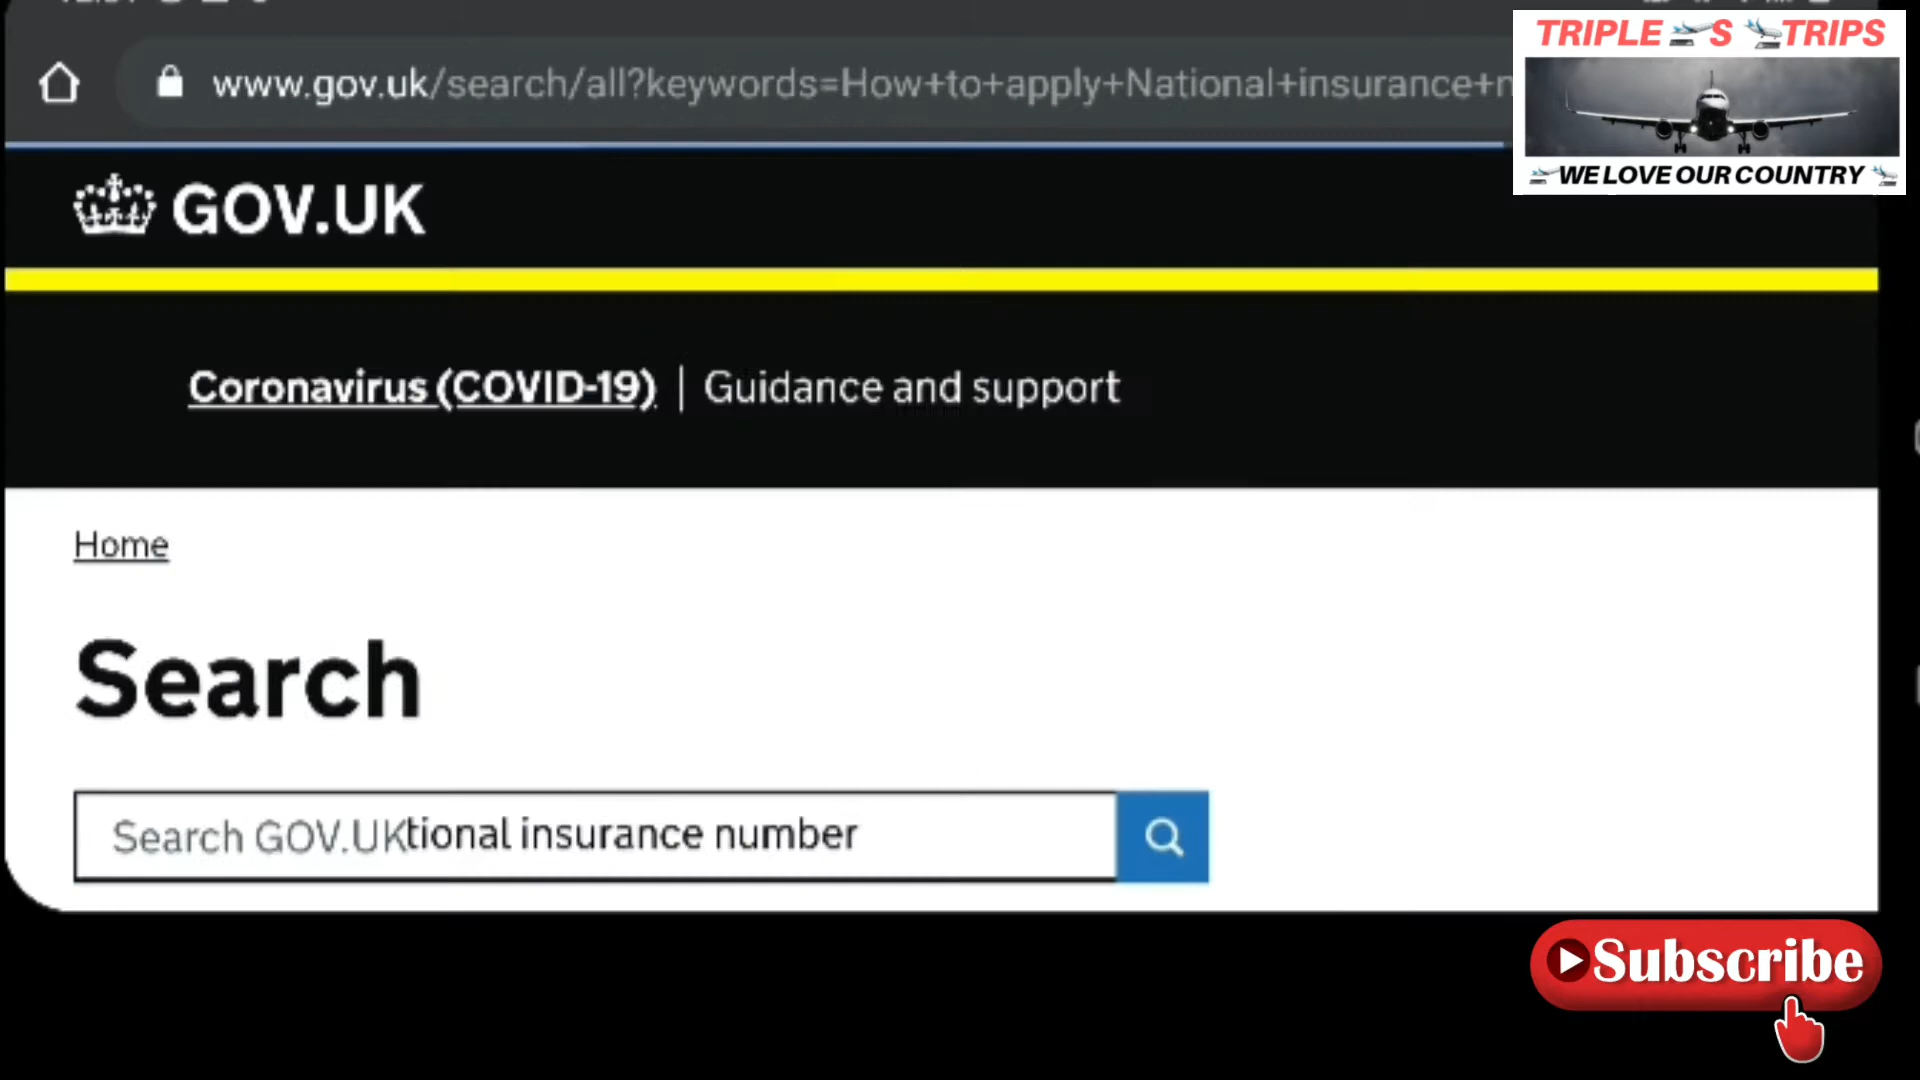 TRIPLE S TRIPS
WE LOVE OUR COUNTRY
www.gov.uk/search/all?keywords=How+to+apply+National+insurance+n
GOV.UK
Coronavirus (COVID-19) | Guidance and support
Home
Search
Search GOV.UKtional insurance number
Subscribe